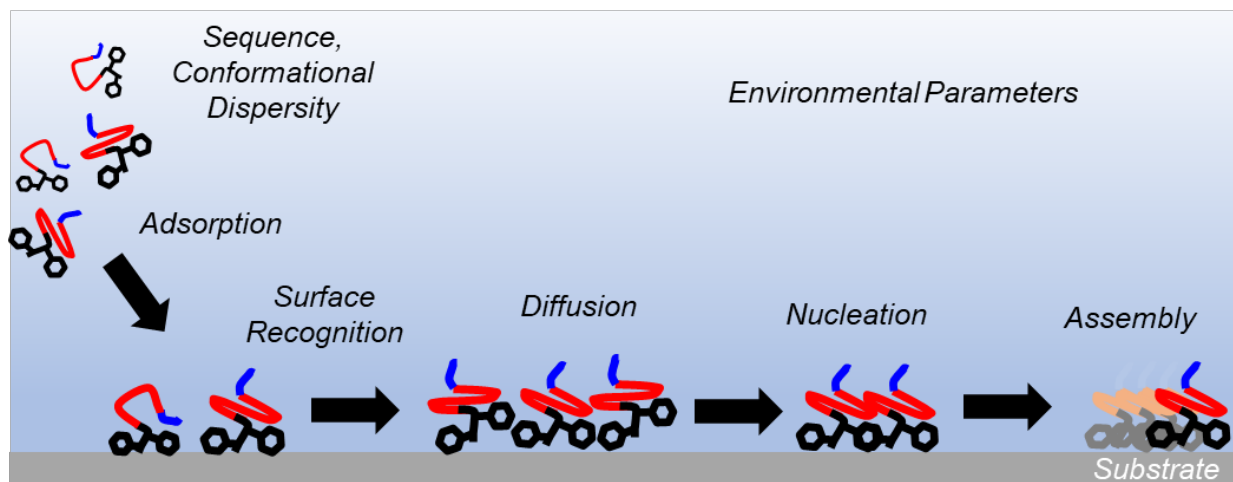 Sequence,
Conformational
Dispersity
Environmental Parameters
Adsorption
Surface
Recognition
Diffusion
Nucleation
Assembly
Substrate